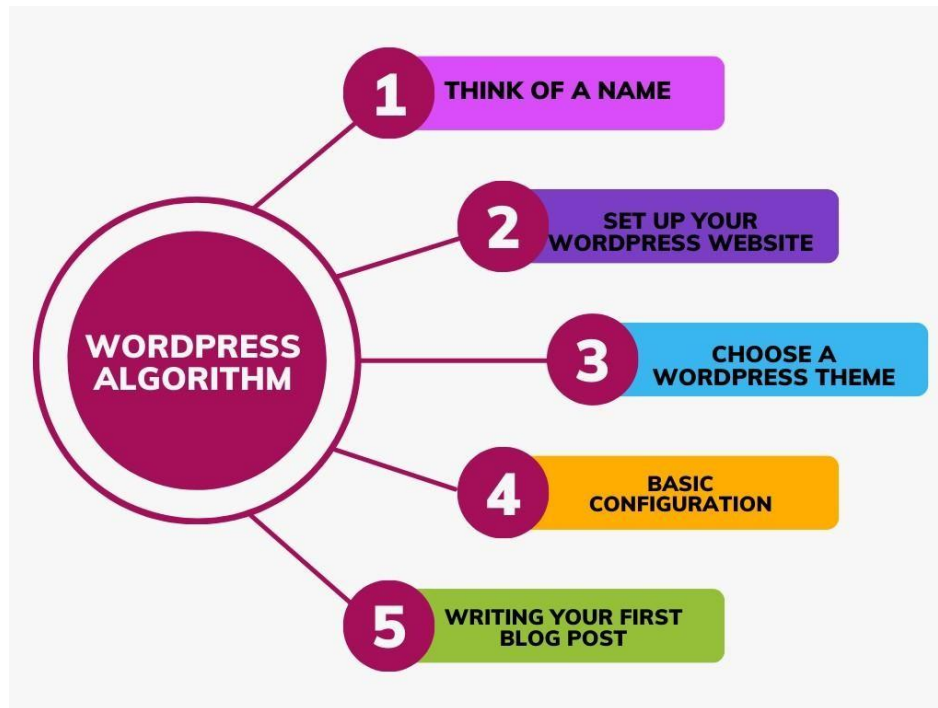 1
THINK OF A NAME
2
SET UP YOUR
WORDPRESS WEBSITE
WORDPRESS
ALGORITHM
3
CHOOSE A
WORDPRESS THEME
4
BASIC
CONFIGURATION
5
WRITING YOUR FIRST
BLOG POST